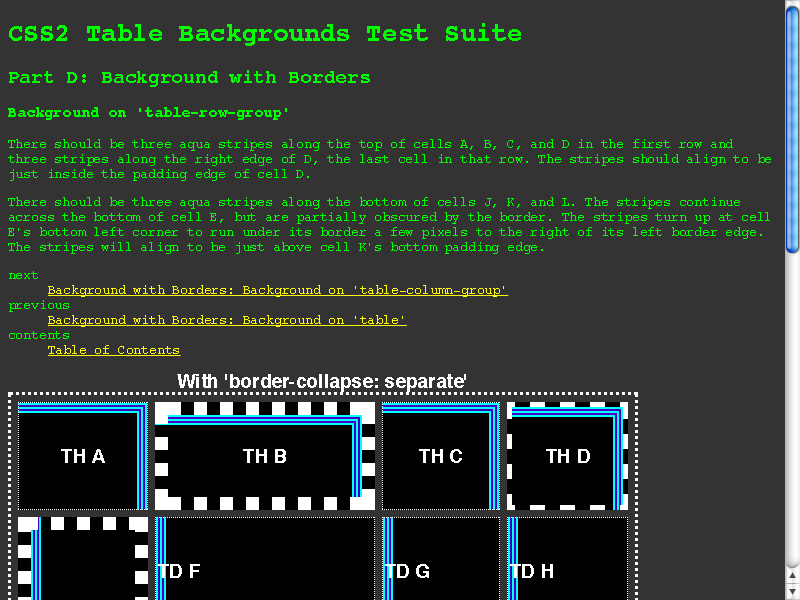 CSS2 Table Backgrounds Test Suite
Part D: Background with Borders
Background on 'table-row-group'
There should be three aqua stripes along the top of cells A, B, C, and D in the first row and
three stripes along the right edge of D, the last cell in that row. The stripes should align to be
just inside the padding edge of cell D.
There should be three aqua stripes along the bottom of cells J, K, and L. The stripes continue
across the bottom of cell E, but are partially obscured by the border. The stripes turn up at cell
E's bottom left corner to run under its border a few pixels to the right of its left border edge.
The stripes will align to be just above cell K's bottom padding edge.
next
Background with Borders: Background on 'table-column-group'
previous
Background with Borders: Background on 'table'
contents
Table of Contents
With 'border-collapse: separate'
TH A TH B TH C TH D
TD F TD G TD H